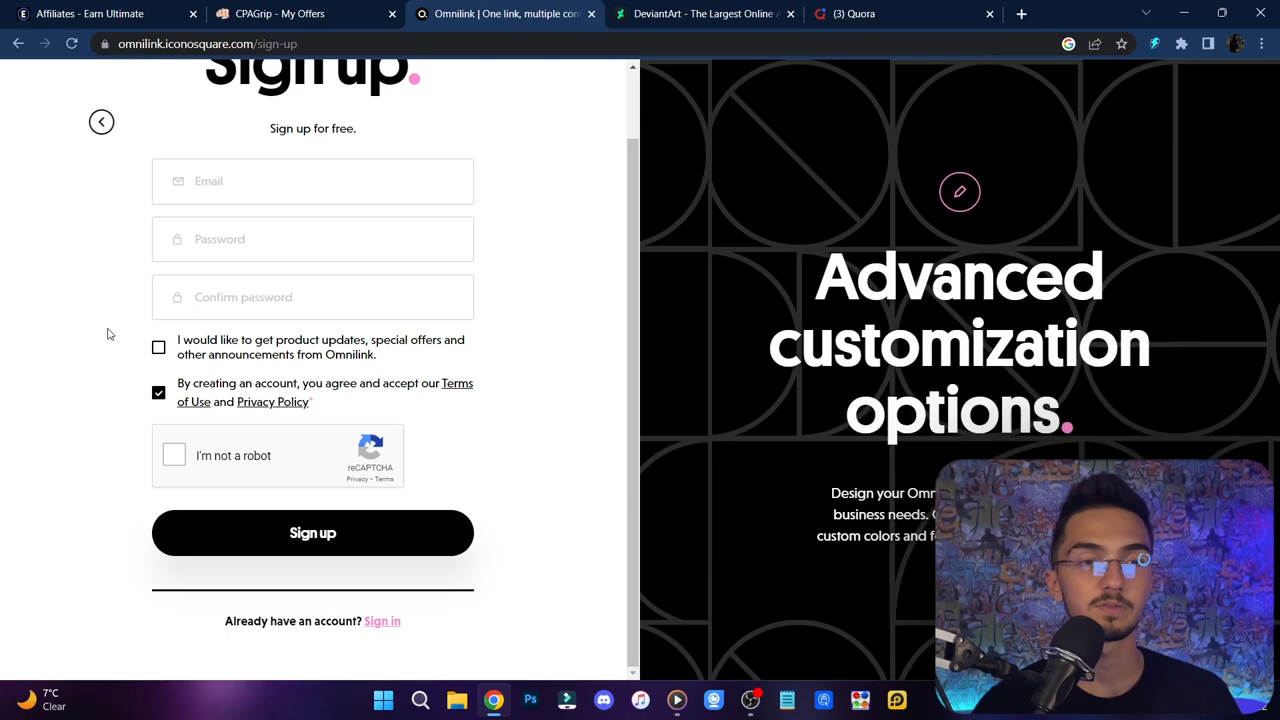 Affiliates - Earn Ultimate
CPAGrip - My Offers
Omnilink | One link, multiple con
DeviantArt - The Largest Online
(3) Quora
omnilink.iconosquare.com/sign-up
Sign up.
Sign up for free.
Email
Password
Confirm password
I would like to get product updates, special offers and
other announcements from Omnilink.
By creating an account, you agree and accept our Terms
of Use and Privacy Policy*
I'm not a robot
reCAPTCHA
Privacy • Terms
Sign up
Already have an account? Sign in
Advanced
customization
options.
Design your Omn
business needs.
custom colors and f
7°C
Clear
Ps